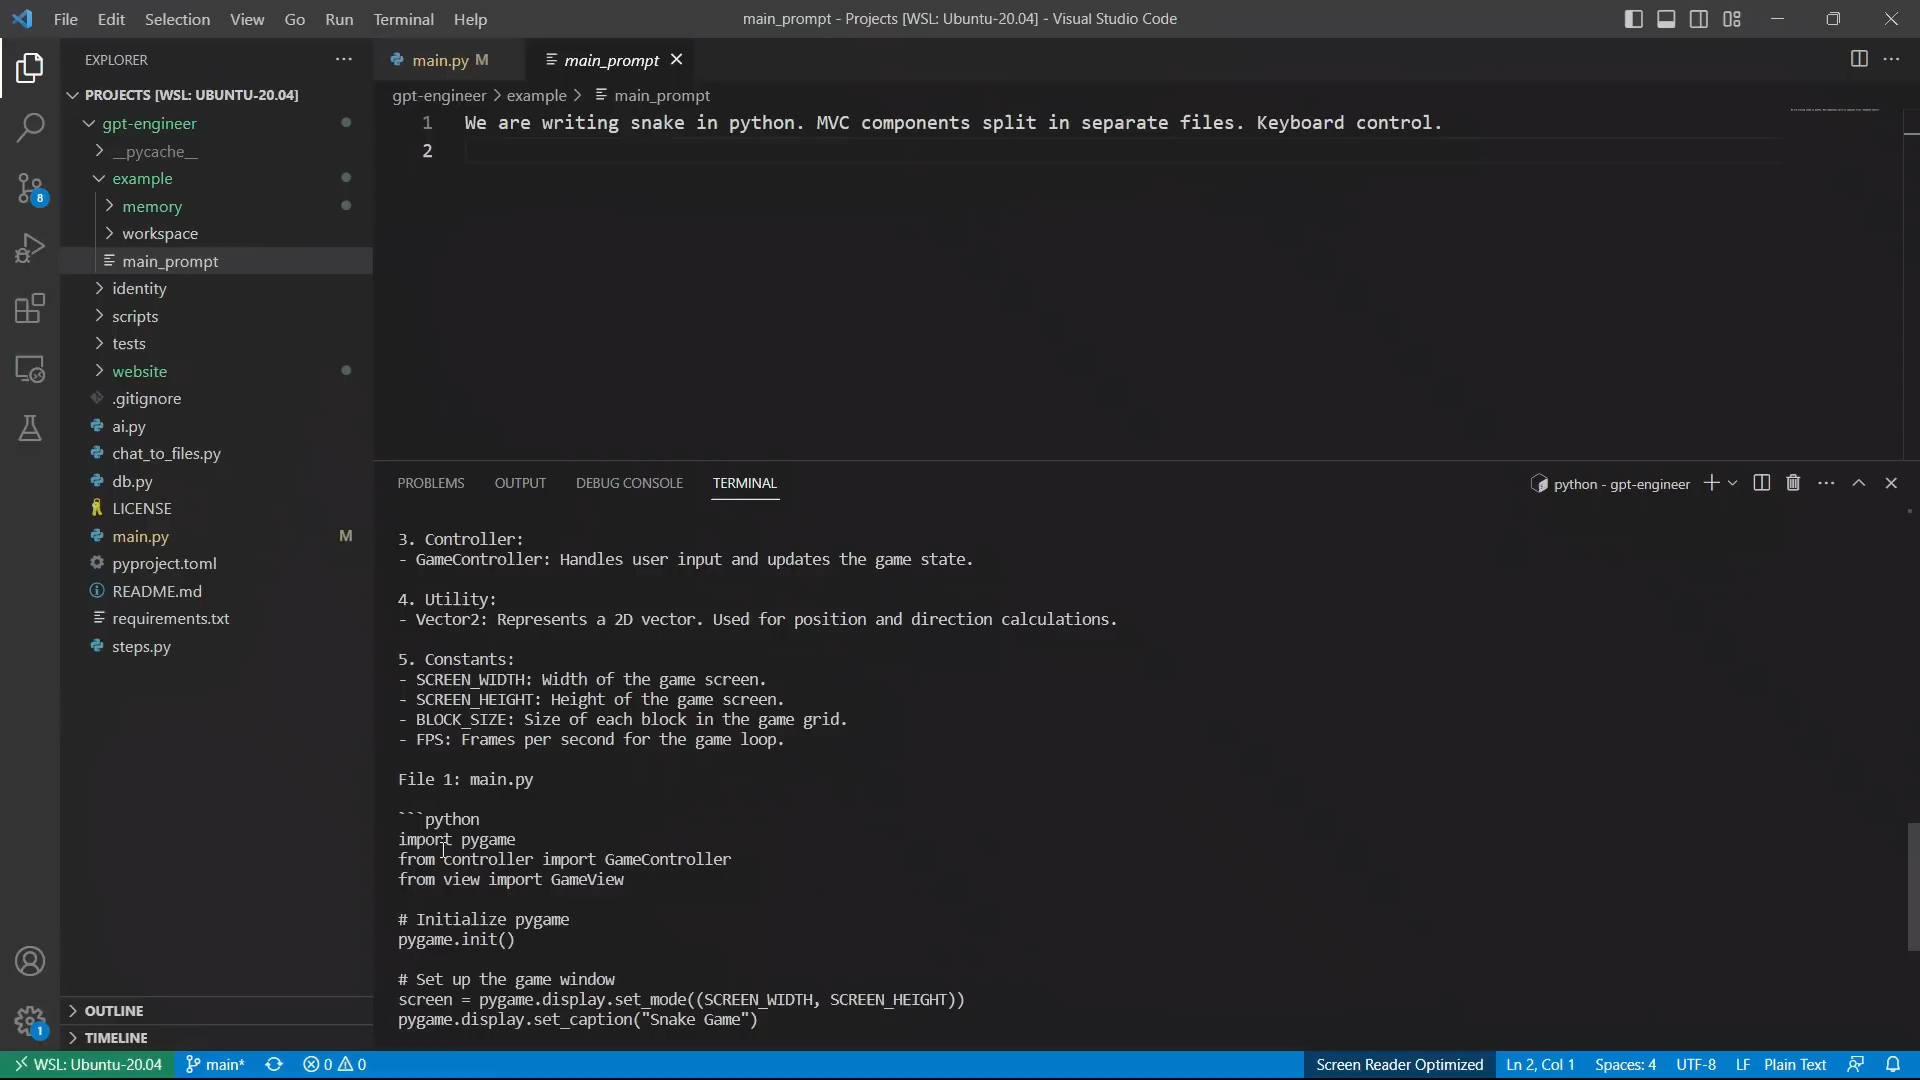 File Edit Selection View Go Run Terminal Help
main_prompt - Projects [WSL: Ubuntu-20.04] - Visual Studio Code
EXPLORER
PROJECTS [WSL: UBUNTU-20.04]
gpt-engineer
__pycache__
example
memory
workspace
main_prompt
identity
scripts
tests
website
.gitignore
ai.py
chat_to_files.py
db.py
LICENSE
main.py M
pyproject.toml
README.md
requirements.txt
steps.py
OUTLINE
TIMELINE
8
1
main.py M
main_prompt
gpt-engineer > example > main_prompt
1 We are writing snake in python. MVC components split in separate files. Keyboard control.
2
PROBLEMS OUTPUT DEBUG CONSOLE TERMINAL
python - gpt-engineer
3. Controller:
- GameController: Handles user input and updates the game state.
4. Utility:
- Vector2: Represents a 2D vector. Used for position and direction calculations.
5. Constants:
- SCREEN_WIDTH: Width of the game screen.
- SCREEN_HEIGHT: Height of the game screen.
- BLOCK_SIZE: Size of each block in the game grid.
- FPS: Frames per second for the game loop.
File 1: main.py
```python
import pygame
from controller import GameController
from view import GameView
# Initialize pygame
pygame.init()
# Set up the game window
screen = pygame.display.set_mode((SCREEN_WIDTH, SCREEN_HEIGHT))
pygame.display.set_caption("Snake Game")
WSL: Ubuntu-20.04 main* 0 0 Screen Reader Optimized Ln 2, Col 1 Spaces: 4 UTF-8 LF Plain Text